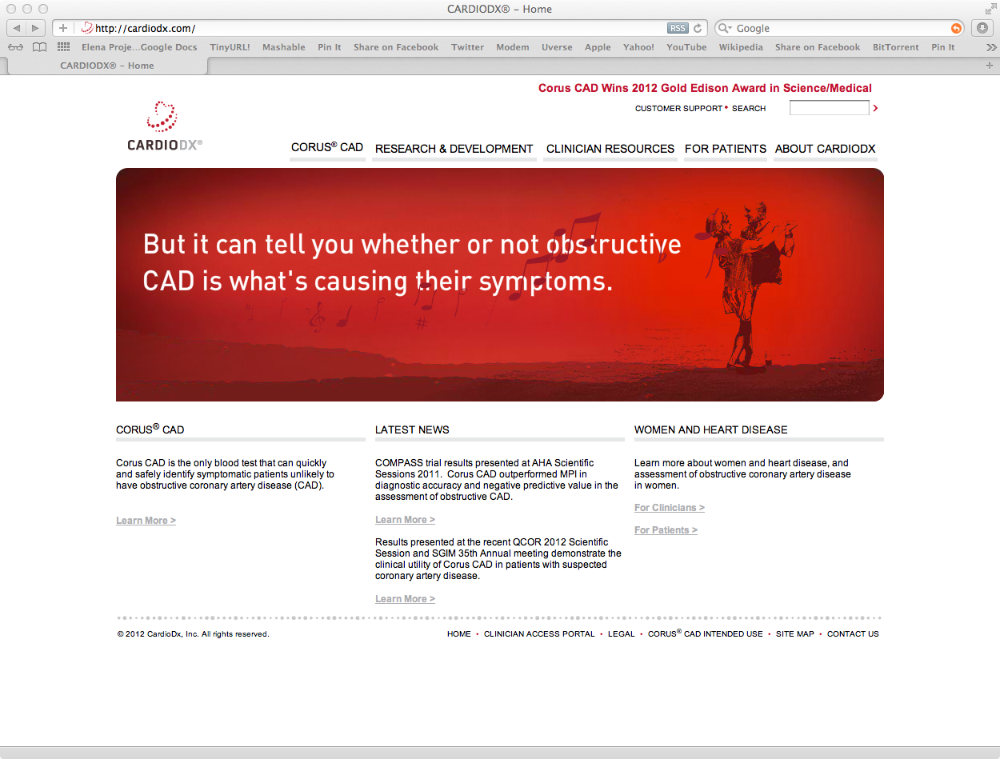 CARDIODX® – Home
http://cardiodx.com/
RSS
Google
Elena Proje...Google Docs
TinyURL!
Mashable
Pin It
Share on Facebook
Twitter
Modem
Uverse
Apple
Yahoo!
YouTube
Wikipedia
Share on Facebook
BitTorrent
Pin It
CARDIODX® – Home
Corus CAD Wins 2012 Gold Edison Award in Science/Medical
CUSTOMER SUPPORT • SEARCH
CARDIODX®
CORUS® CAD
RESEARCH & DEVELOPMENT
CLINICIAN RESOURCES
FOR PATIENTS
ABOUT CARDIODX
But it can tell you whether or not obstructive
CAD is what's causing their symptoms.
CORUS® CAD
Corus CAD is the only blood test that can quickly
and safely identify symptomatic patients unlikely to
have obstructive coronary artery disease (CAD).
Learn More >
LATEST NEWS
COMPASS trial results presented at AHA Scientific
Sessions 2011. Corus CAD outperformed MPI in
diagnostic accuracy and negative predictive value in the
assessment of obstructive CAD.
Learn More >
Results presented at the recent QCOR 2012 Scientific
Session and SGIM 35th Annual meeting demonstrate the
clinical utility of Corus CAD in patients with suspected
coronary artery disease.
Learn More >
WOMEN AND HEART DISEASE
Learn more about women and heart disease, and
assessment of obstructive coronary artery disease
in women.
For Clinicians >
For Patients >
© 2012 CardioDx, Inc. All rights reserved.
HOME • CLINICIAN ACCESS PORTAL • LEGAL • CORUS® CAD INTENDED USE • SITE MAP • CONTACT US